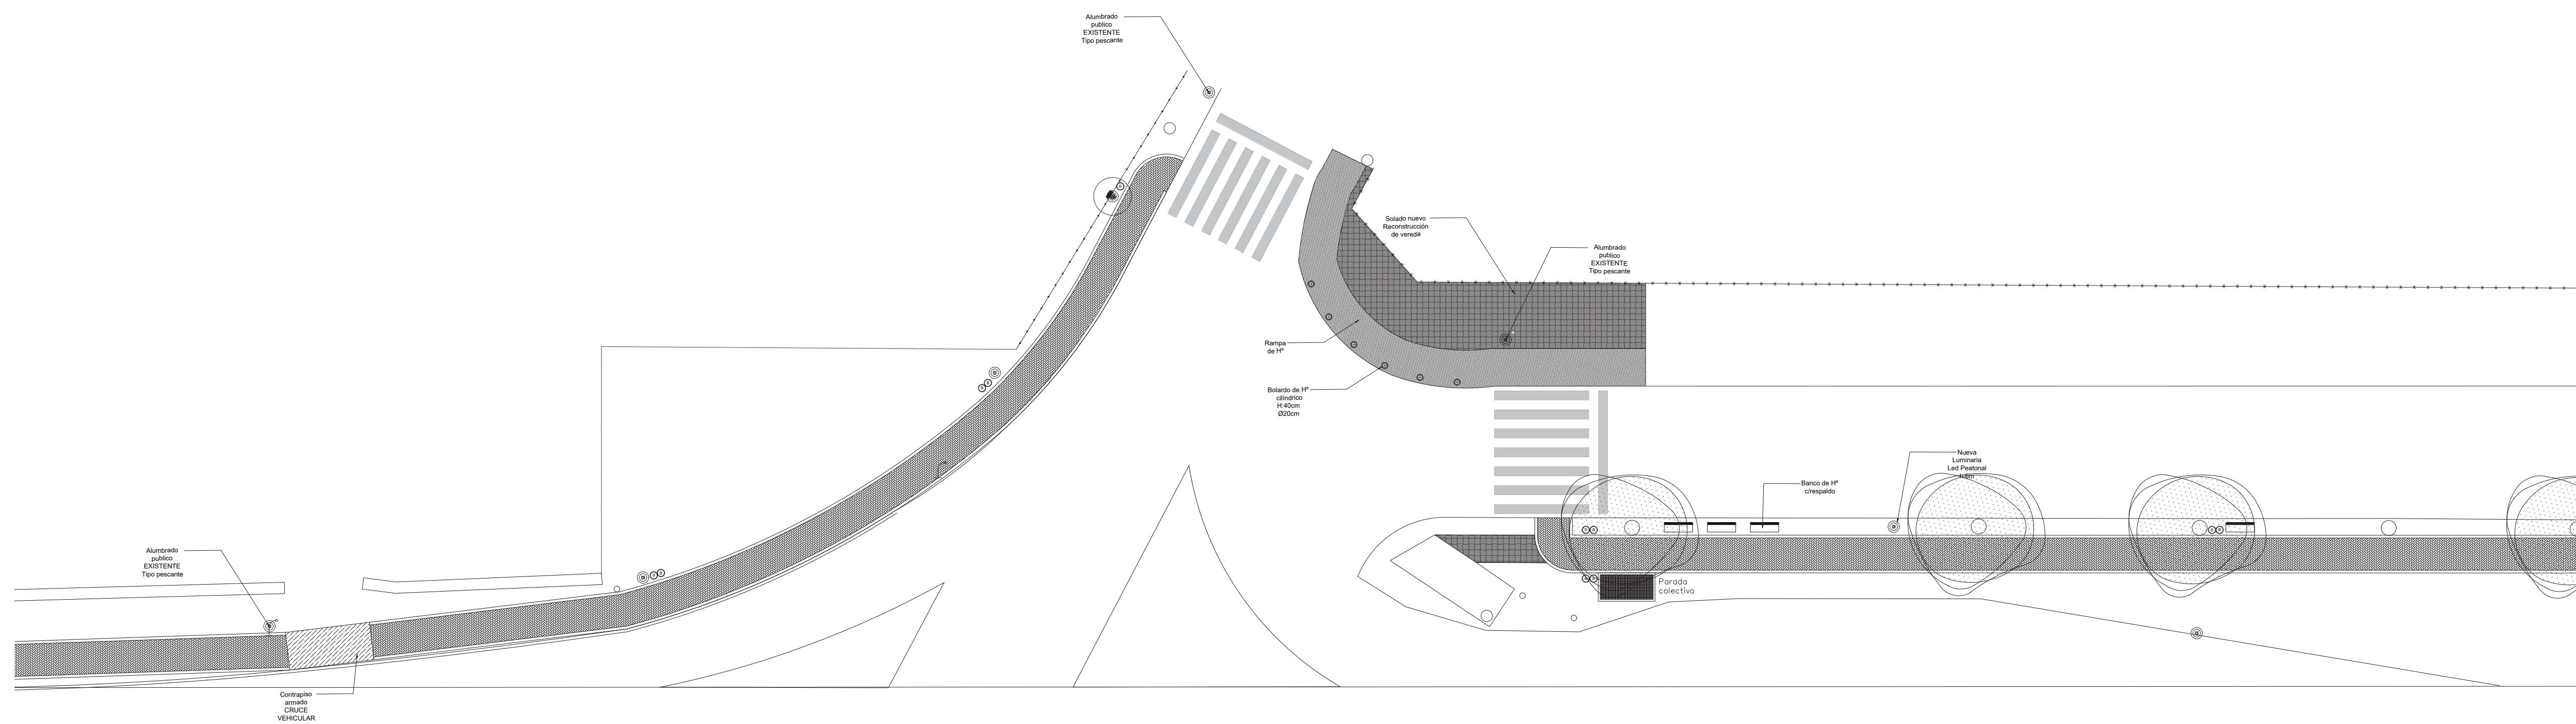 Alumbrado
publico
EXISTENTE
Tipo pescante
Solado nuevo
Reconstrucción
de vereda
Alumbrado
publico
EXISTENTE
Tipo pescante
Rampa
de Hº
Bolardo de Hº
cilindrico
H:40cm
Ø20cm
Nueva
Luminaria
Led Peatonal
h:6m
Banco de Hº
c/respaldo
Parada
colectivo
Alumbrado
publico
EXISTENTE
Tipo pescante
Contrapiso
armado
CRUCE
VEHICULAR